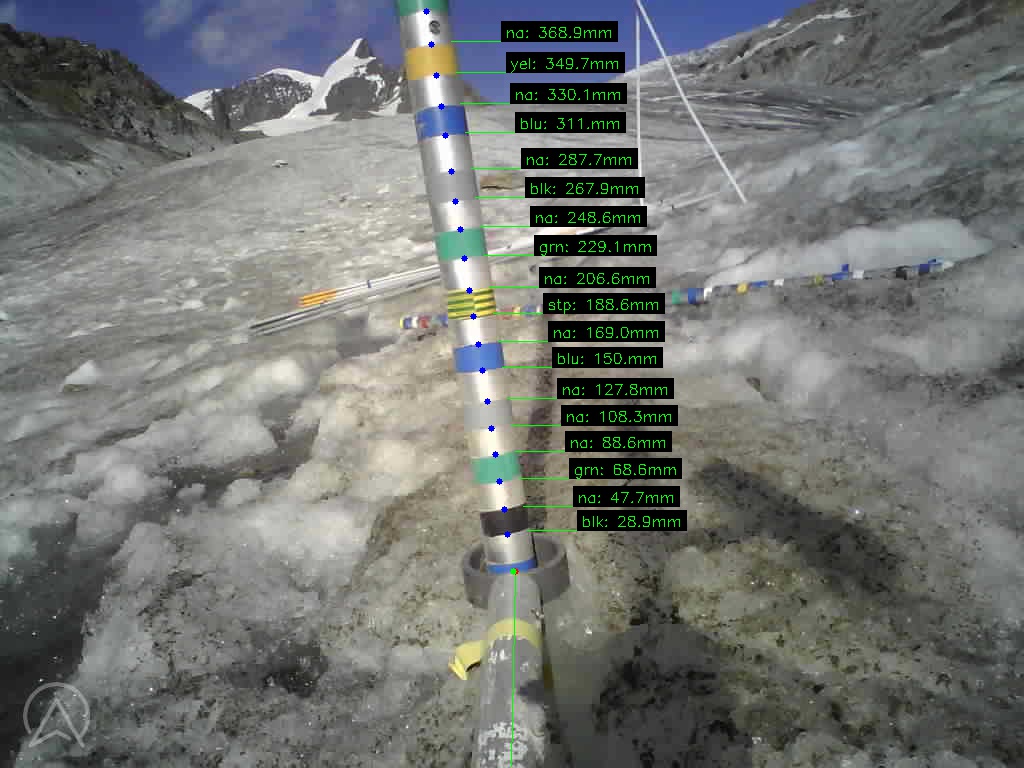 na: 368.9mm
yel: 349.7mm
na: 330.1mm
blu: 311.mm
na: 287.7mm
blk: 267.9mm
na: 248.6mm
grn: 229.1mm
na: 206.6mm
stp: 188.6mm
na: 169.0mm
blu: 150.mm
na: 127.8mm
na: 108.3mm
na: 88.6mm
grn: 68.6mm
na: 47.7mm
blk: 28.9mm